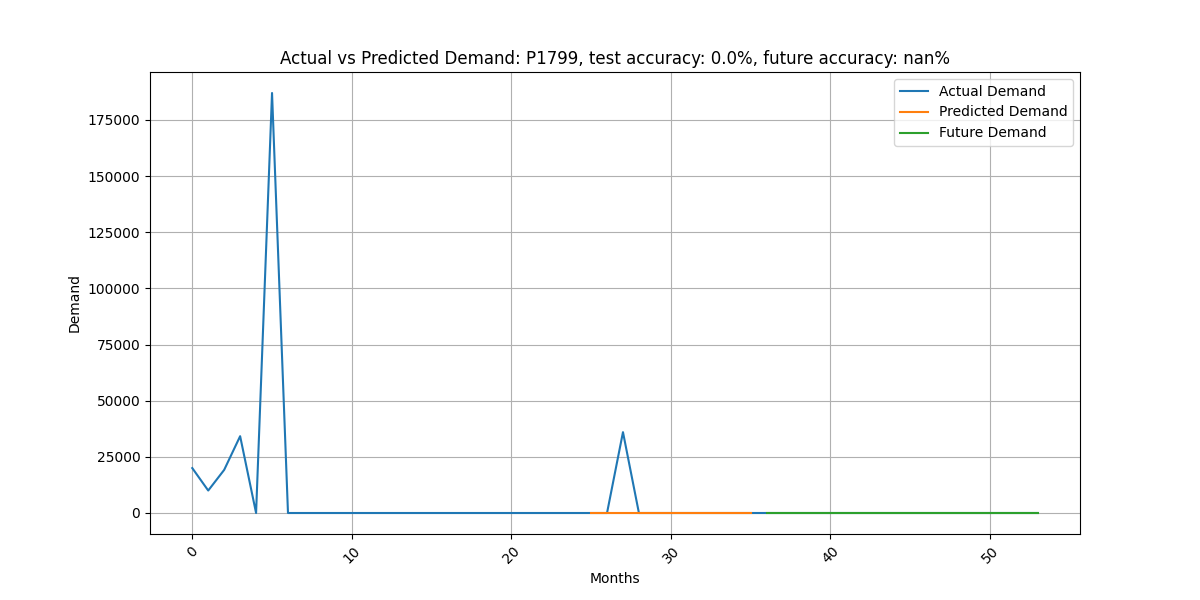 Actual vs Predicted Demand: P1799, test accuracy: 0.0%, future accuracy: nan%
Actual Demand
Predicted Demand
Future Demand
175000
150000
125000
100000
75000
50000
25000
0
Demand
0 10 20 30 40 50
Months